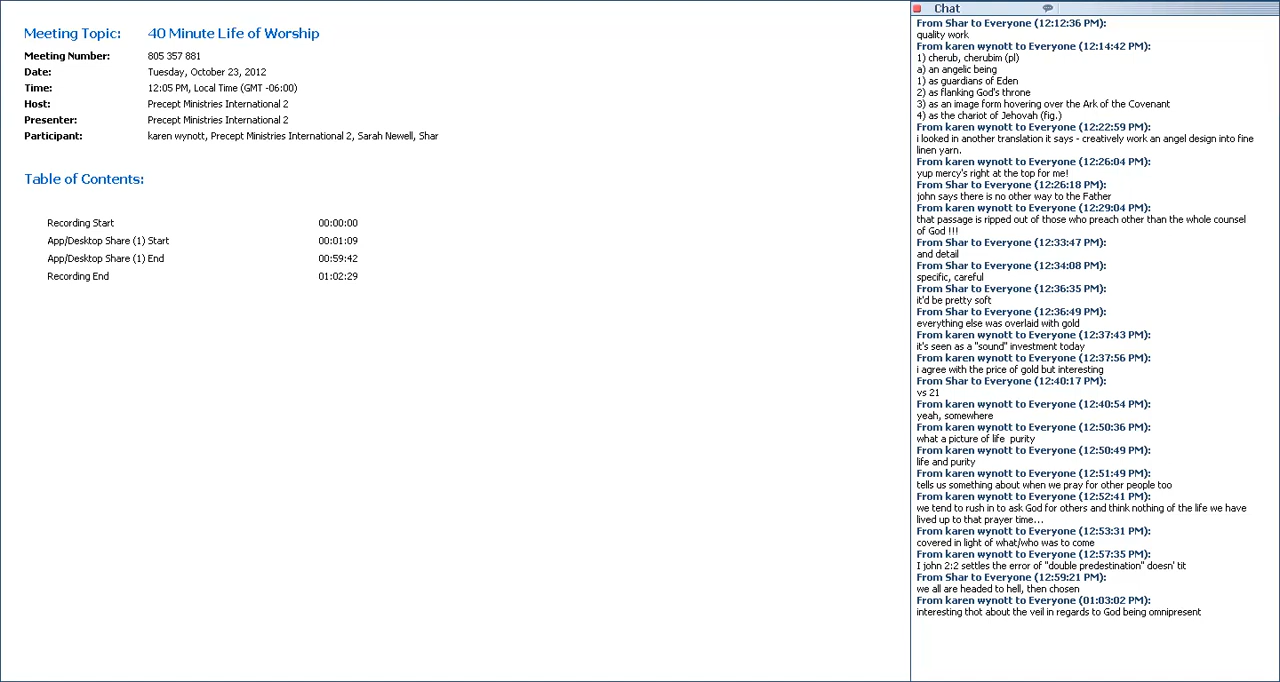 Meeting Topic: 40 Minute Life of Worship
Meeting Number: 805 357 881
Date: Tuesday, October 23, 2012
Time: 12:05 PM, Local Time (GMT -06:00)
Host: Precept Ministries International 2
Presenter: Precept Ministries International 2
Participant: karen wynott, Precept Ministries International 2, Sarah Newell, Shar
Table of Contents:
Recording Start 00:00:00
App/Desktop Share (1) Start 00:01:09
App/Desktop Share (1) End 00:59:42
Recording End 01:02:29
Chat
From Shar to Everyone (12:12:36 PM):
quality work
From karen wynott to Everyone (12:14:42 PM):
1) cherub, cherubim (pl)
a) an angelic being
1) as guardians of Eden
2) as flanking God's throne
3) as an image form hovering over the Ark of the Covenant
4) as the chariot of Jehovah (fig.)
From karen wynott to Everyone (12:22:59 PM):
i looked in another translation it says - creatively work an angel design into fine
linen yarn.
From karen wynott to Everyone (12:26:04 PM):
yup mercy's right at the top for me!
From Shar to Everyone (12:26:18 PM):
john says there is no other way to the Father
From karen wynott to Everyone (12:29:04 PM):
that passage is ripped out of those who preach other than the whole counsel
of God !!!
From Shar to Everyone (12:33:47 PM):
and detail
From Shar to Everyone (12:34:08 PM):
specific, careful
From Shar to Everyone (12:36:35 PM):
it'd be pretty soft
From Shar to Everyone (12:36:49 PM):
everything else was overlaid with gold
From karen wynott to Everyone (12:37:43 PM):
it's seen as a "sound" investment today
From karen wynott to Everyone (12:37:56 PM):
i agree with the price of gold but interesting
From Shar to Everyone (12:40:17 PM):
vs 21
From karen wynott to Everyone (12:40:54 PM):
yeah, somewhere
From karen wynott to Everyone (12:50:36 PM):
what a picture of life  purity
From karen wynott to Everyone (12:50:49 PM):
life and purity
From karen wynott to Everyone (12:51:49 PM):
tells us something about when we pray for other people too
From karen wynott to Everyone (12:52:41 PM):
we tend to rush in to ask God for others and think nothing of the life we have
lived up to that prayer time...
From karen wynott to Everyone (12:53:31 PM):
covered in light of what/who was to come
From karen wynott to Everyone (12:57:35 PM):
I john 2:2 settles the error of "double predestination" doesn' tit
From Shar to Everyone (12:59:21 PM):
we all are headed to hell, then chosen
From karen wynott to Everyone (01:03:02 PM):
interesting thot about the veil in regards to God being omnipresent